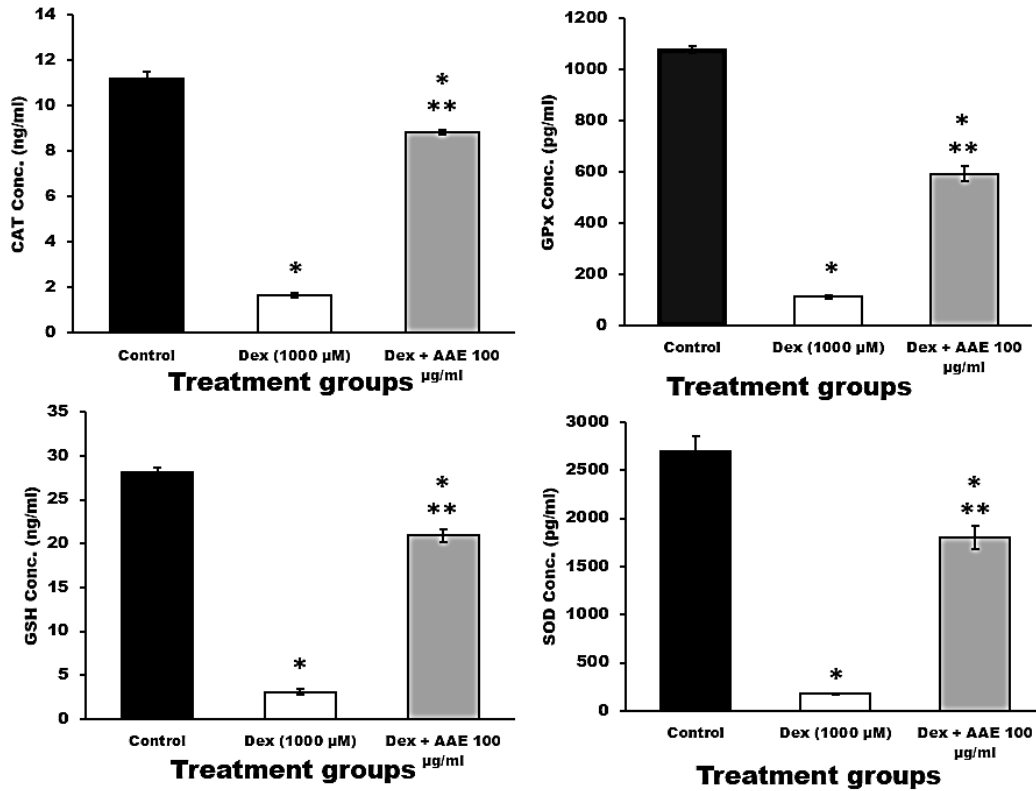 CAT Conc. (ng/ml)
14
12
10
8
6
4
2
0
*
*
**
Control
Dex (1000 µM)
Dex + AAE 100
µg/ml
Treatment groups
GPx Conc. (pg/ml)
1200
1000
800
600
400
200
0
*
*
**
Control
Dex (1000 µM)
Dex + AAE 100
µg/ml
Treatment groups
GSH Conc. (ng/ml)
35
30
25
20
15
10
5
0
*
*
**
Control
Dex (1000 µM)
Dex + AAE 100
µg/ml
Treatment groups
SOD Conc. (pg/ml)
3000
2500
2000
1500
1000
500
0
*
*
**
Control
Dex (1000 µM)
Dex + AAE 100
µg/ml
Treatment groups